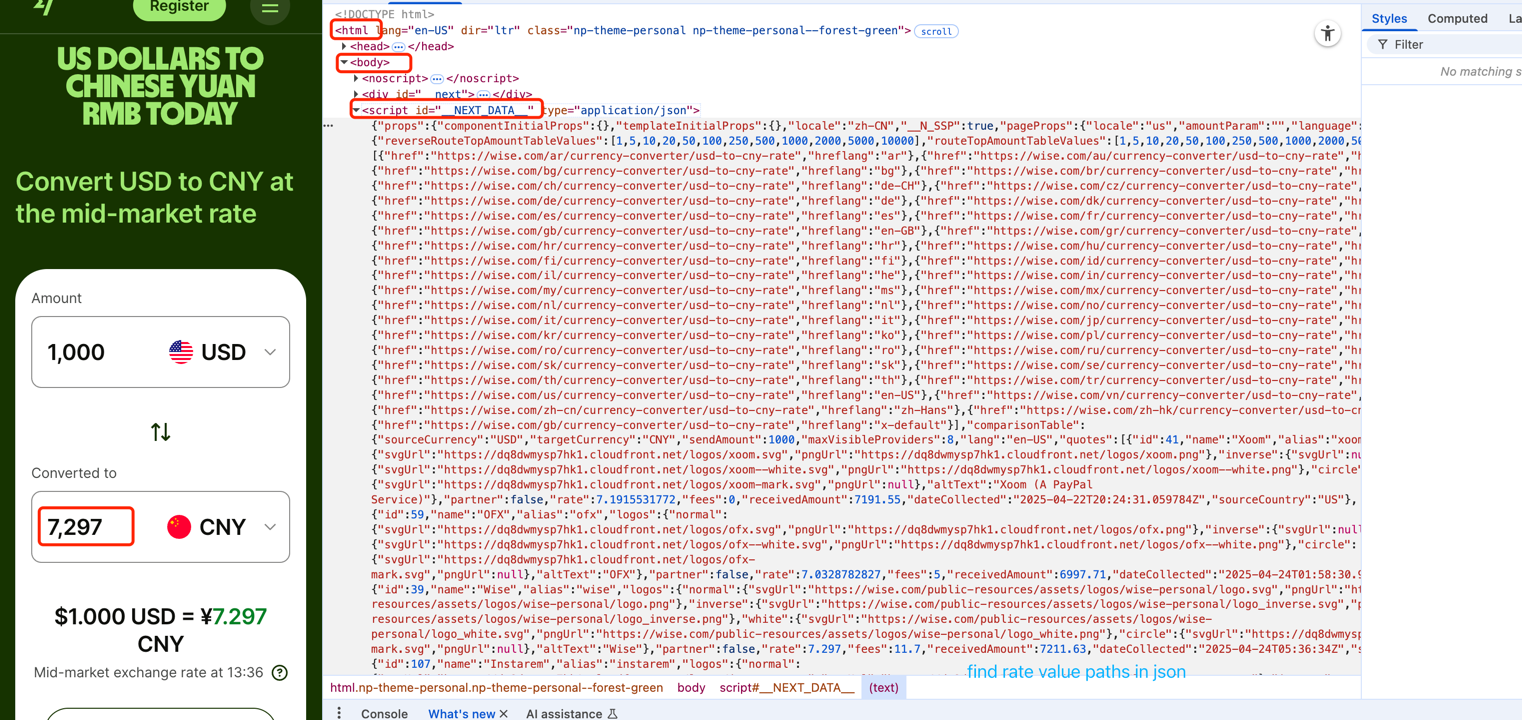 Register
US DOLLARS TO
CHINESE YUAN
RMB TODAY
Convert USD to CNY at
the mid-market rate
Amount
1,000 USD
Converted to
7,297 CNY
$1.000 USD = ¥7.297
CNY
Mid-market exchange rate at 13:36 ?
<!DOCTYPE html>
<html lang="en-US" dir="ltr" class="np-theme-personal np-theme-personal--forest-green"> scroll
<head> … </head>
<body>
<noscript> … </noscript>
<div id="__next"> … </div>
<script id="__NEXT_DATA__" type="application/json">
{"props":{"componentInitialProps":{},"templateInitialProps":{},"locale":"zh-CN","__N_SSP":true,"pageProps":{"locale":"us","amountParam":"","language":
{"reverseRouteTopAmountTableValues":[1,5,10,20,50,100,250,500,1000,2000,5000,10000],"routeTopAmountTableValues":[1,5,10,20,50,100,250,500,1000,2000,50
[{"href":"https://wise.com/ar/currency-converter/usd-to-cny-rate","hreflang":"ar"},{"href":"https://wise.com/au/currency-converter/usd-to-cny-rate","h
{"href":"https://wise.com/bg/currency-converter/usd-to-cny-rate","hreflang":"bg"},{"href":"https://wise.com/br/currency-converter/usd-to-cny-rate","hr
{"href":"https://wise.com/ch/currency-converter/usd-to-cny-rate","hreflang":"de-CH"},{"href":"https://wise.com/cz/currency-converter/usd-to-cny-rate",
{"href":"https://wise.com/de/currency-converter/usd-to-cny-rate","hreflang":"de"},{"href":"https://wise.com/dk/currency-converter/usd-to-cny-rate","hr
{"href":"https://wise.com/es/currency-converter/usd-to-cny-rate","hreflang":"es"},{"href":"https://wise.com/fr/currency-converter/usd-to-cny-rate","hr
{"href":"https://wise.com/gb/currency-converter/usd-to-cny-rate","hreflang":"en-GB"},{"href":"https://wise.com/gr/currency-converter/usd-to-cny-rate",
{"href":"https://wise.com/hr/currency-converter/usd-to-cny-rate","hreflang":"hr"},{"href":"https://wise.com/hu/currency-converter/usd-to-cny-rate","hr
{"href":"https://wise.com/fi/currency-converter/usd-to-cny-rate","hreflang":"fi"},{"href":"https://wise.com/id/currency-converter/usd-to-cny-rate","hr
{"href":"https://wise.com/il/currency-converter/usd-to-cny-rate","hreflang":"he"},{"href":"https://wise.com/in/currency-converter/usd-to-cny-rate","hr
{"href":"https://wise.com/my/currency-converter/usd-to-cny-rate","hreflang":"ms"},{"href":"https://wise.com/mx/currency-converter/usd-to-cny-rate","hr
{"href":"https://wise.com/nl/currency-converter/usd-to-cny-rate","hreflang":"nl"},{"href":"https://wise.com/no/currency-converter/usd-to-cny-rate","hr
{"href":"https://wise.com/it/currency-converter/usd-to-cny-rate","hreflang":"it"},{"href":"https://wise.com/jp/currency-converter/usd-to-cny-rate","hr
{"href":"https://wise.com/kr/currency-converter/usd-to-cny-rate","hreflang":"ko"},{"href":"https://wise.com/pl/currency-converter/usd-to-cny-rate","hr
{"href":"https://wise.com/ro/currency-converter/usd-to-cny-rate","hreflang":"ro"},{"href":"https://wise.com/ru/currency-converter/usd-to-cny-rate","hr
{"href":"https://wise.com/sk/currency-converter/usd-to-cny-rate","hreflang":"sk"},{"href":"https://wise.com/se/currency-converter/usd-to-cny-rate","hr
{"href":"https://wise.com/th/currency-converter/usd-to-cny-rate","hreflang":"th"},{"href":"https://wise.com/tr/currency-converter/usd-to-cny-rate","hr
{"href":"https://wise.com/us/currency-converter/usd-to-cny-rate","hreflang":"en-US"},{"href":"https://wise.com/vn/currency-converter/usd-to-cny-rate",
{"href":"https://wise.com/zh-cn/currency-converter/usd-to-cny-rate","hreflang":"zh-Hans"},{"href":"https://wise.com/zh-hk/currency-converter/usd-to-cn
{"href":"https://wise.com/gb/currency-converter/usd-to-cny-rate","hreflang":"x-default"}],"comparisonTable":
{"sourceCurrency":"USD","targetCurrency":"CNY","sendAmount":1000,"maxVisibleProviders":8,"lang":"en-US","quotes":[{"id":41,"name":"Xoom","alias":"xoom
{"svgUrl":"https://dq8dwmysp7hk1.cloudfront.net/logos/xoom.svg","pngUrl":"https://dq8dwmysp7hk1.cloudfront.net/logos/xoom.png"},"inverse":{"svgUrl":nu
{"svgUrl":"https://dq8dwmysp7hk1.cloudfront.net/logos/xoom--white.svg","pngUrl":"https://dq8dwmysp7hk1.cloudfront.net/logos/xoom--white.png"},"circle"
{"svgUrl":"https://dq8dwmysp7hk1.cloudfront.net/logos/xoom-mark.svg","pngUrl":null},"altText":"Xoom (A PayPal
Service)"},"partner":false,"rate":7.1915531772,"fees":0,"receivedAmount":7191.55,"dateCollected":"2025-04-22T20:24:31.059784Z","sourceCountry":"US"},
{"id":59,"name":"OFX","alias":"ofx","logos":{"normal":
{"svgUrl":"https://dq8dwmysp7hk1.cloudfront.net/logos/ofx.svg","pngUrl":"https://dq8dwmysp7hk1.cloudfront.net/logos/ofx.png"},"inverse":{"svgUrl":null
{"svgUrl":"https://dq8dwmysp7hk1.cloudfront.net/logos/ofx--white.svg","pngUrl":"https://dq8dwmysp7hk1.cloudfront.net/logos/ofx--white.png"},"circle":
{"svgUrl":"https://dq8dwmysp7hk1.cloudfront.net/logos/ofx-
mark.svg","pngUrl":null},"altText":"OFX"},"partner":false,"rate":7.0328782827,"fees":5,"receivedAmount":6997.71,"dateCollected":"2025-04-24T01:58:30.9
{"id":39,"name":"Wise","alias":"wise","logos":{"normal":{"svgUrl":"https://wise.com/public-resources/assets/logos/wise-personal/logo.svg","pngUrl":"ht
resources/assets/logos/wise-personal/logo.png"},"inverse":{"svgUrl":"https://wise.com/public-resources/assets/logos/wise-personal/logo_inverse.svg","p
resources/assets/logos/wise-personal/logo_inverse.png"},"white":{"svgUrl":"https://wise.com/public-resources/assets/logos/wise-
personal/logo_white.svg","pngUrl":"https://wise.com/public-resources/assets/logos/wise-personal/logo_white.png"},"circle":{"svgUrl":"https://dq8dwmysp
mark.svg","pngUrl":null},"altText":"Wise"},"partner":false,"rate":7.297,"fees":11.7,"receivedAmount":7211.63,"dateCollected":"2025-04-24T05:36:34Z","s
{"id":107,"name":"Instarem","alias":"instarem","logos":{"normal":
find rate value paths in json
html.np-theme-personal.np-theme-personal--forest-green body script#__NEXT_DATA__ (text)
Console What's new AI assistance
Styles Computed La
Filter
No matching s